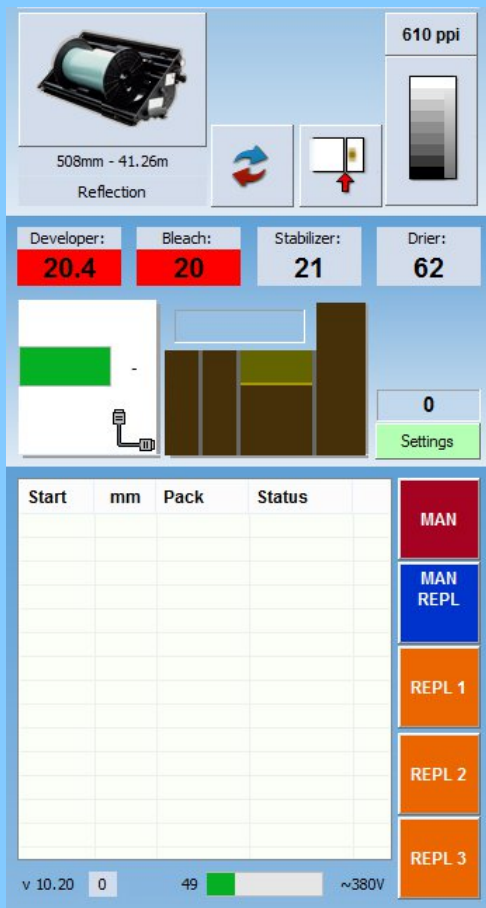 610 ppi
508mm - 41.26m
Reflection
Developer: Bleach: Stabilizer: Drier:
20.4 20 21 62
-
0
Settings
Start mm Pack Status
MAN
MAN
REPL
REPL 1
REPL 2
REPL 3
v 10.20 0 49 ~380V